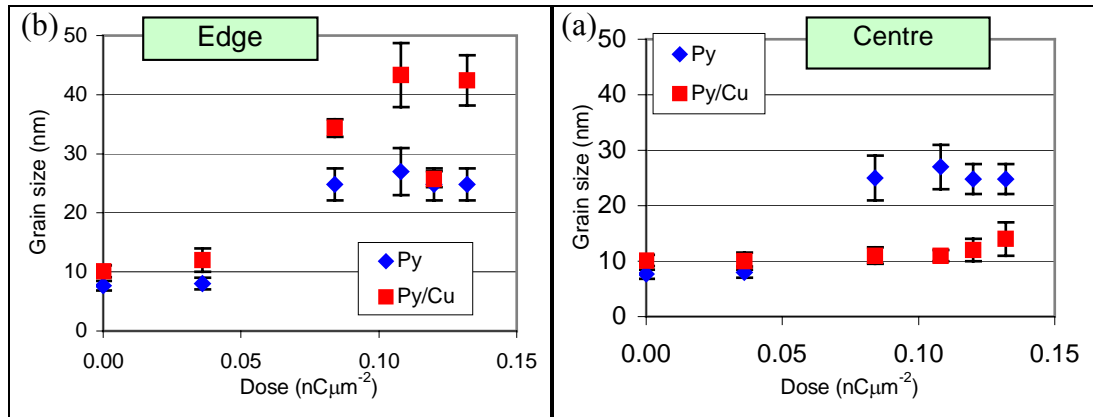 (b)
Edge
50
40
30
20
10
0
Grain size (nm)
Py
Py/Cu
0.00 0.05 0.10 0.15
Dose (nCμm⁻²)
(a)
Centre
50
40
30
20
10
0
Grain size (nm)
Py
Py/Cu
0.00 0.05 0.10 0.15
Dose (nCμm⁻²)